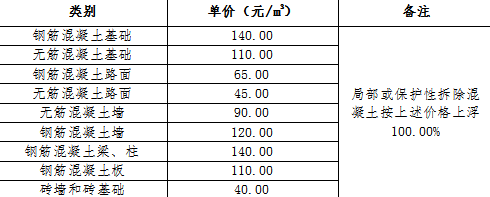 类别 单价（元/m³） 备注
钢筋混凝土基础 140.00
无筋混凝土基础 110.00
钢筋混凝土路面 65.00
无筋混凝土路面 45.00
无筋混凝土墙 90.00
钢筋混凝土墙 120.00
钢筋混凝土梁、柱 140.00
钢筋混凝土板 110.00
砖墙和砖基础 40.00
局部或保护性拆除混
凝土按上述价格上浮
100.00%